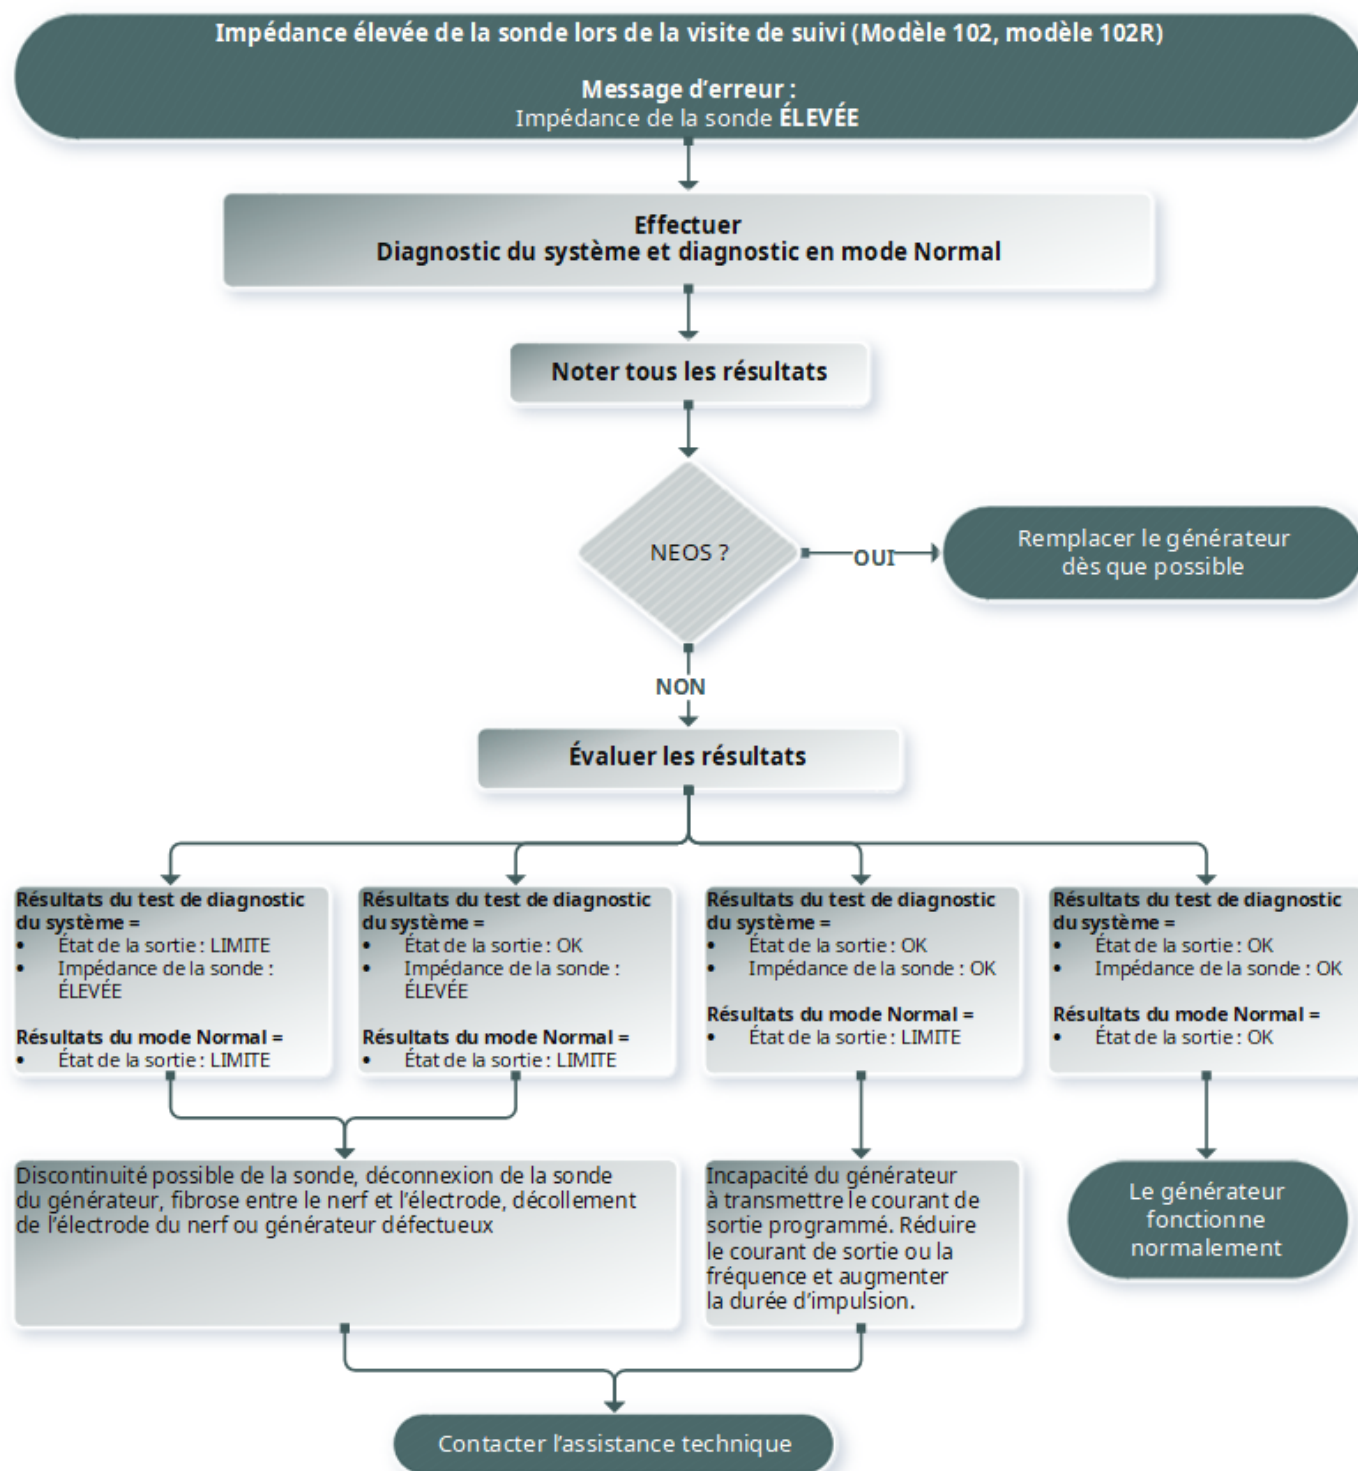 Impédance élevée de la sonde lors de la visite de suivi (Modèle 102, modèle 102R)
Message d’erreur :
Impédance de la sonde ÉLEVÉE
Effectuer
Diagnostic du système et diagnostic en mode Normal
Noter tous les résultats
NEOS ?
OUI
Remplacer le générateur
dès que possible
NON
Évaluer les résultats
Résultats du test de diagnostic
du système =
• État de la sortie : LIMITE
• Impédance de la sonde :
ÉLEVÉE
Résultats du mode Normal =
• État de la sortie : LIMITE
Résultats du test de diagnostic
du système =
• État de la sortie : OK
• Impédance de la sonde :
ÉLEVÉE
Résultats du mode Normal =
• État de la sortie : LIMITE
Résultats du test de diagnostic
du système =
• État de la sortie : OK
• Impédance de la sonde : OK
Résultats du mode Normal =
• État de la sortie : LIMITE
Résultats du test de diagnostic
du système =
• État de la sortie : OK
• Impédance de la sonde : OK
Résultats du mode Normal =
• État de la sortie : OK
Discontinuité possible de la sonde, déconnexion de la sonde
du générateur, fibrose entre le nerf et l’électrode, décollement
de l’électrode du nerf ou générateur défectueux
Incapacité du générateur
à transmettre le courant de
sortie programmé. Réduire
le courant de sortie ou la
fréquence et augmenter
la durée d’impulsion.
Le générateur
fonctionne
normalement
Contacter l’assistance technique